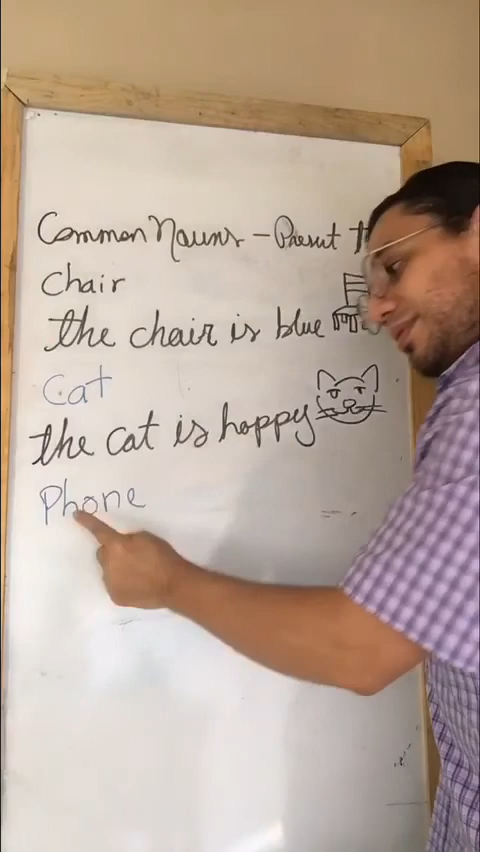 Common Nouns - Present
Chair
the chair is blue
Cat
the cat is happy
Phone